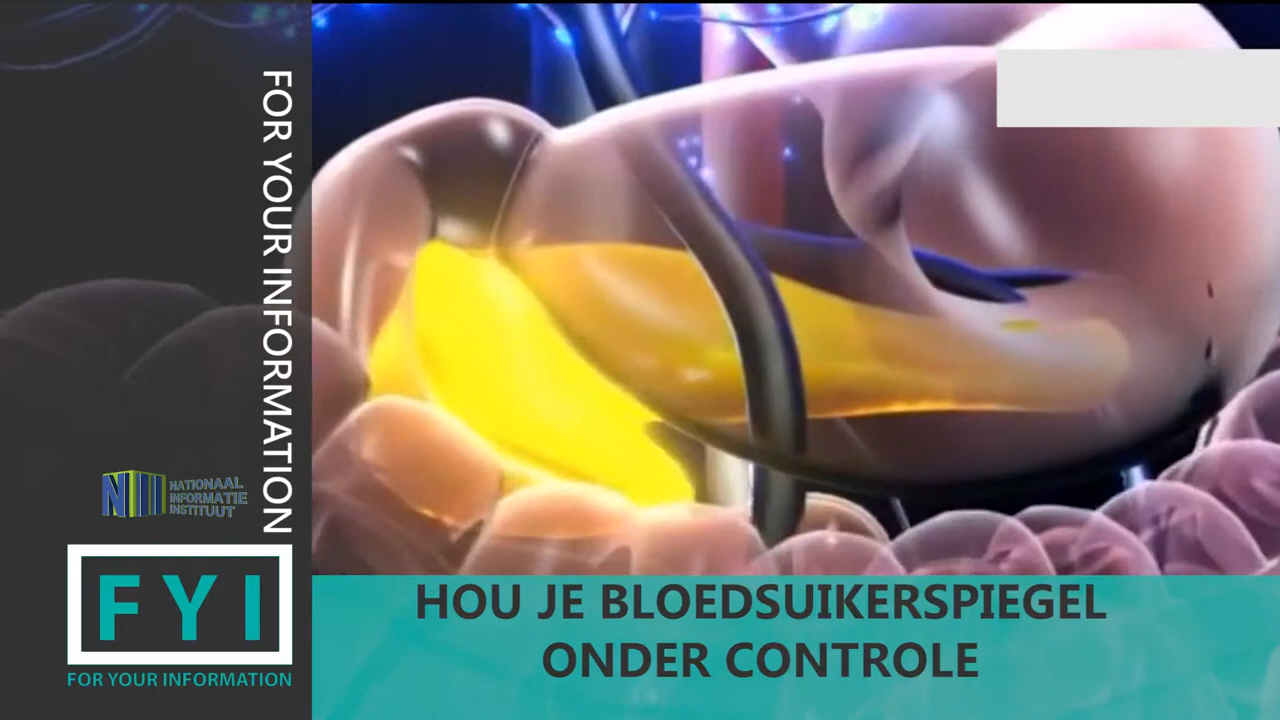 FOR YOUR INFORMATION
NATIONAAL
INFORMATIE
INSTITUUT
FYI
FOR YOUR INFORMATION
HOU JE BLOEDSUIKERSPIEGEL
ONDER CONTROLE